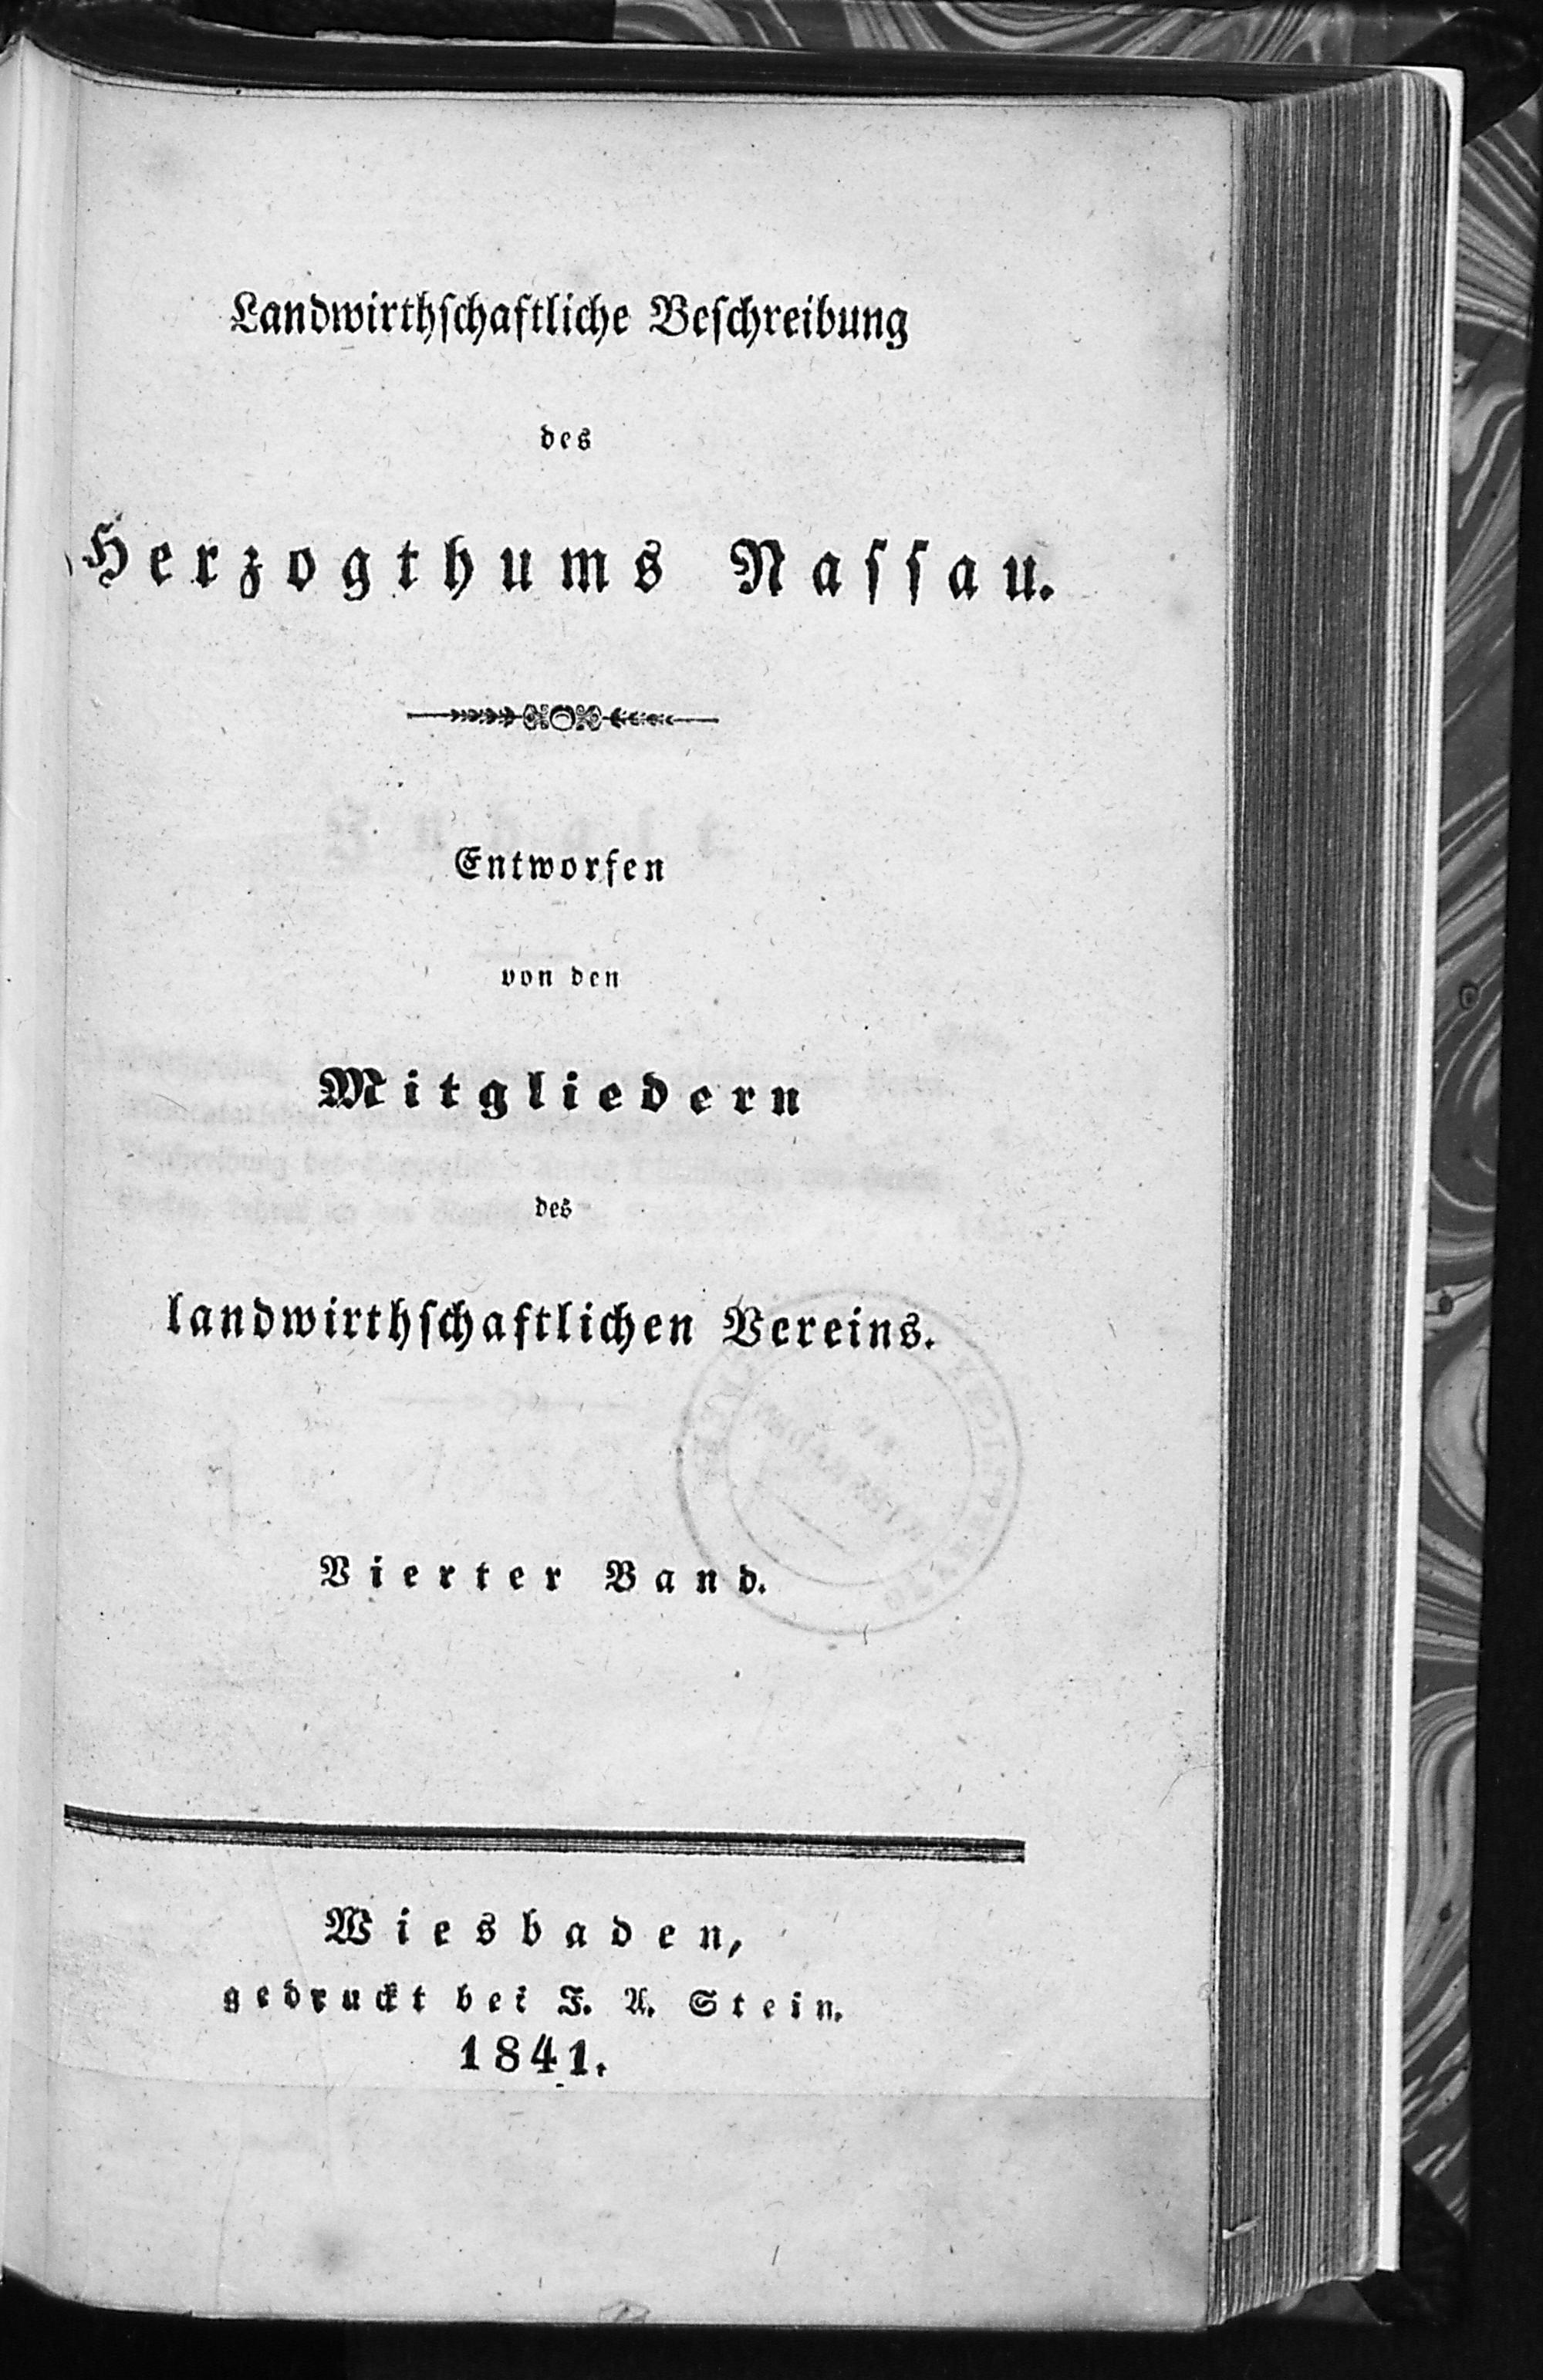 Landwirthschaftliche Beschreibung
des
Herzogthums Nassau.
Entworfen
von den
Mitgliedern
des
landwirthschaftlichen Vereins.
Vierter Band.
Wiesbaden,
gedruckt bei J. A. Stein.
1841.